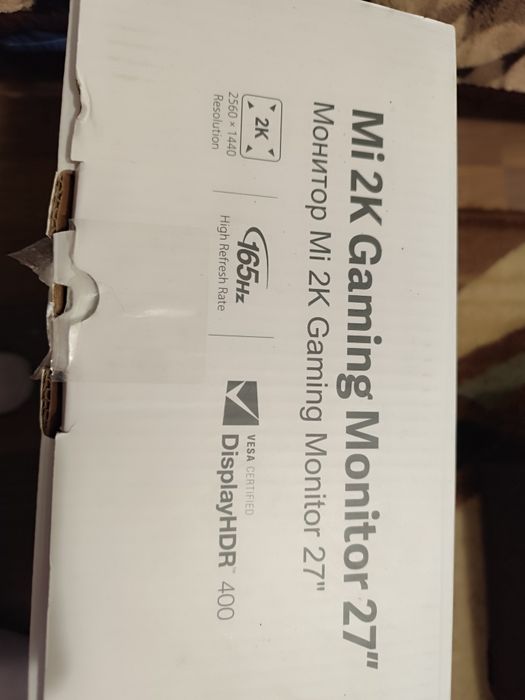 Mi 2K Gaming Monitor 27"
Монитор Mi 2K Gaming Monitor 27"
2K
2560 × 1440
Resolution
165Hz
High Refresh Rate
VESA CERTIFIED
DisplayHDR™ 400